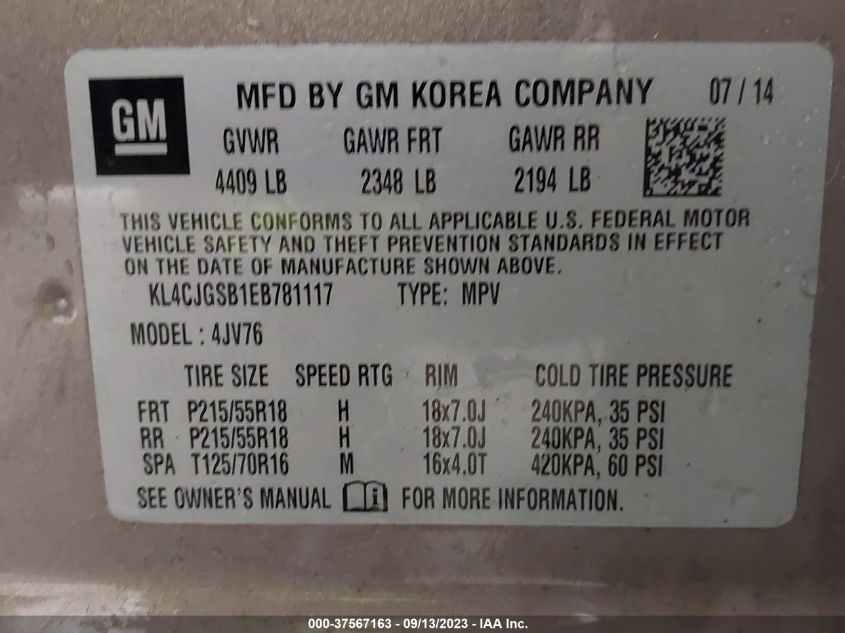 GM
MFD BY GM KOREA COMPANY 07 / 14
GVWR GAWR FRT GAWR RR
4409 LB 2348 LB 2194 LB
THIS VEHICLE CONFORMS TO ALL APPLICABLE U.S. FEDERAL MOTOR
VEHICLE SAFETY AND THEFT PREVENTION STANDARDS IN EFFECT
ON THE DATE OF MANUFACTURE SHOWN ABOVE.
KL4CJGSB1EB781117 TYPE: MPV
MODEL : 4JV76
TIRE SIZE SPEED RTG RIM COLD TIRE PRESSURE
FRT P215/55R18 H 18x7.0J 240KPA, 35 PSI
RR P215/55R18 H 18x7.0J 240KPA, 35 PSI
SPA T125/70R16 M 16x4.0T 420KPA, 60 PSI
SEE OWNER'S MANUAL i FOR MORE INFORMATION.
000-37567163 - 09/13/2023 - IAA Inc.